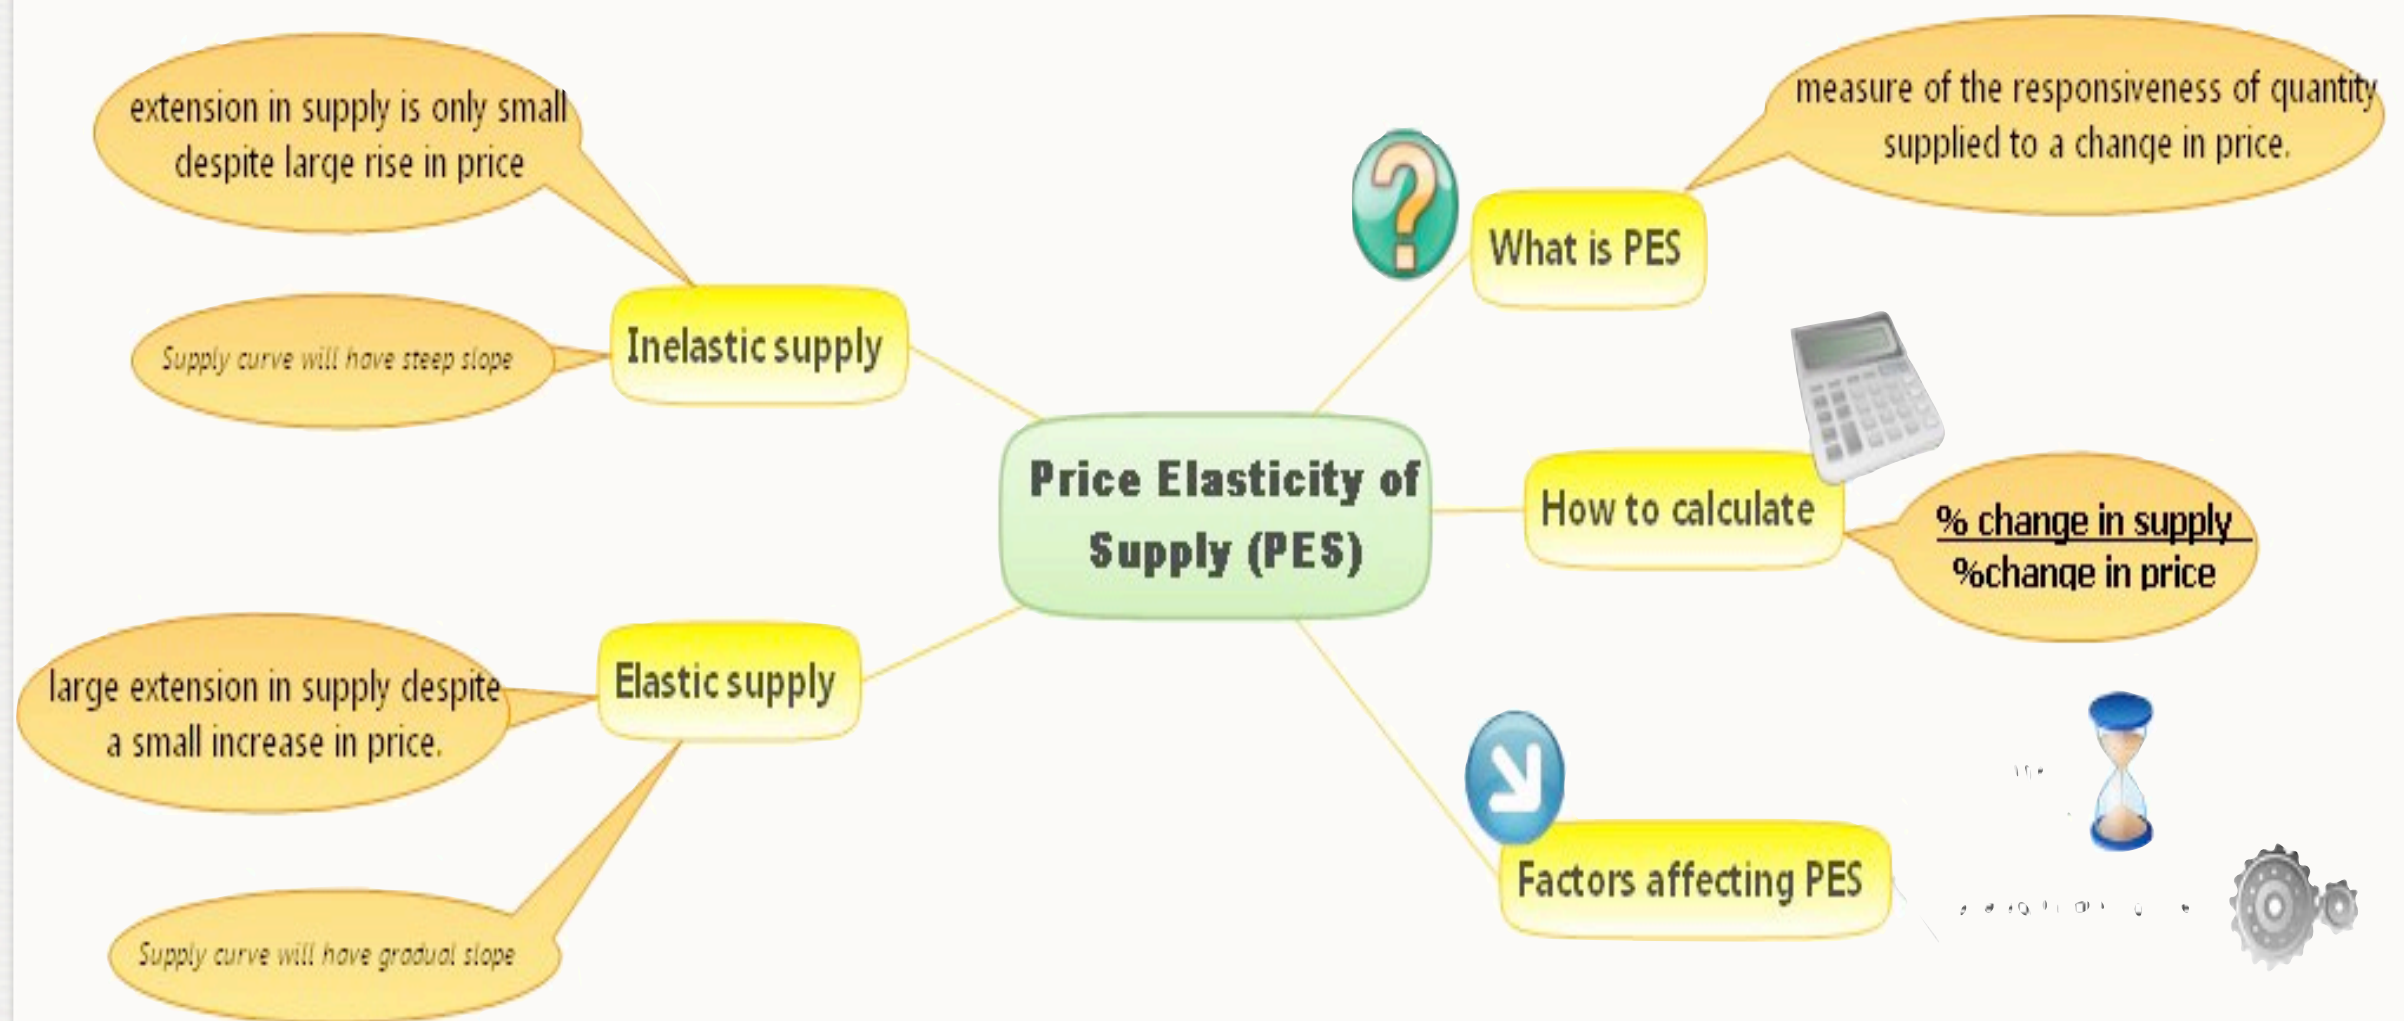 extension in supply is only small
despite large rise in price
Supply curve will have steep slope
Inelastic supply
Elastic supply
large extension in supply despite
a small increase in price.
Supply curve will have gradual slope
Price Elasticity of
Supply (PES)
measure of the responsiveness of quantity
supplied to a change in price.
What is PES
How to calculate
% change in supply
%change in price
Factors affecting PES